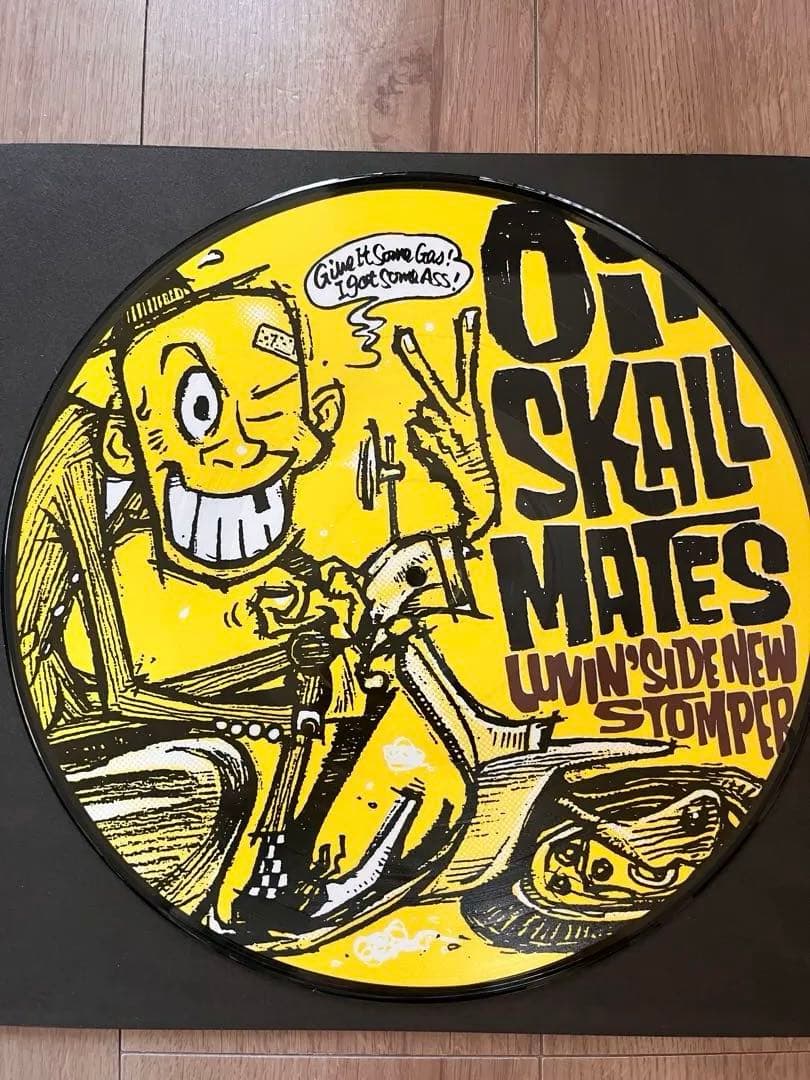 Give It Some Gas!
I got Some Ass!
Oi
SKALL
MATES
LUVIN' SIDE NEW
STOMPER